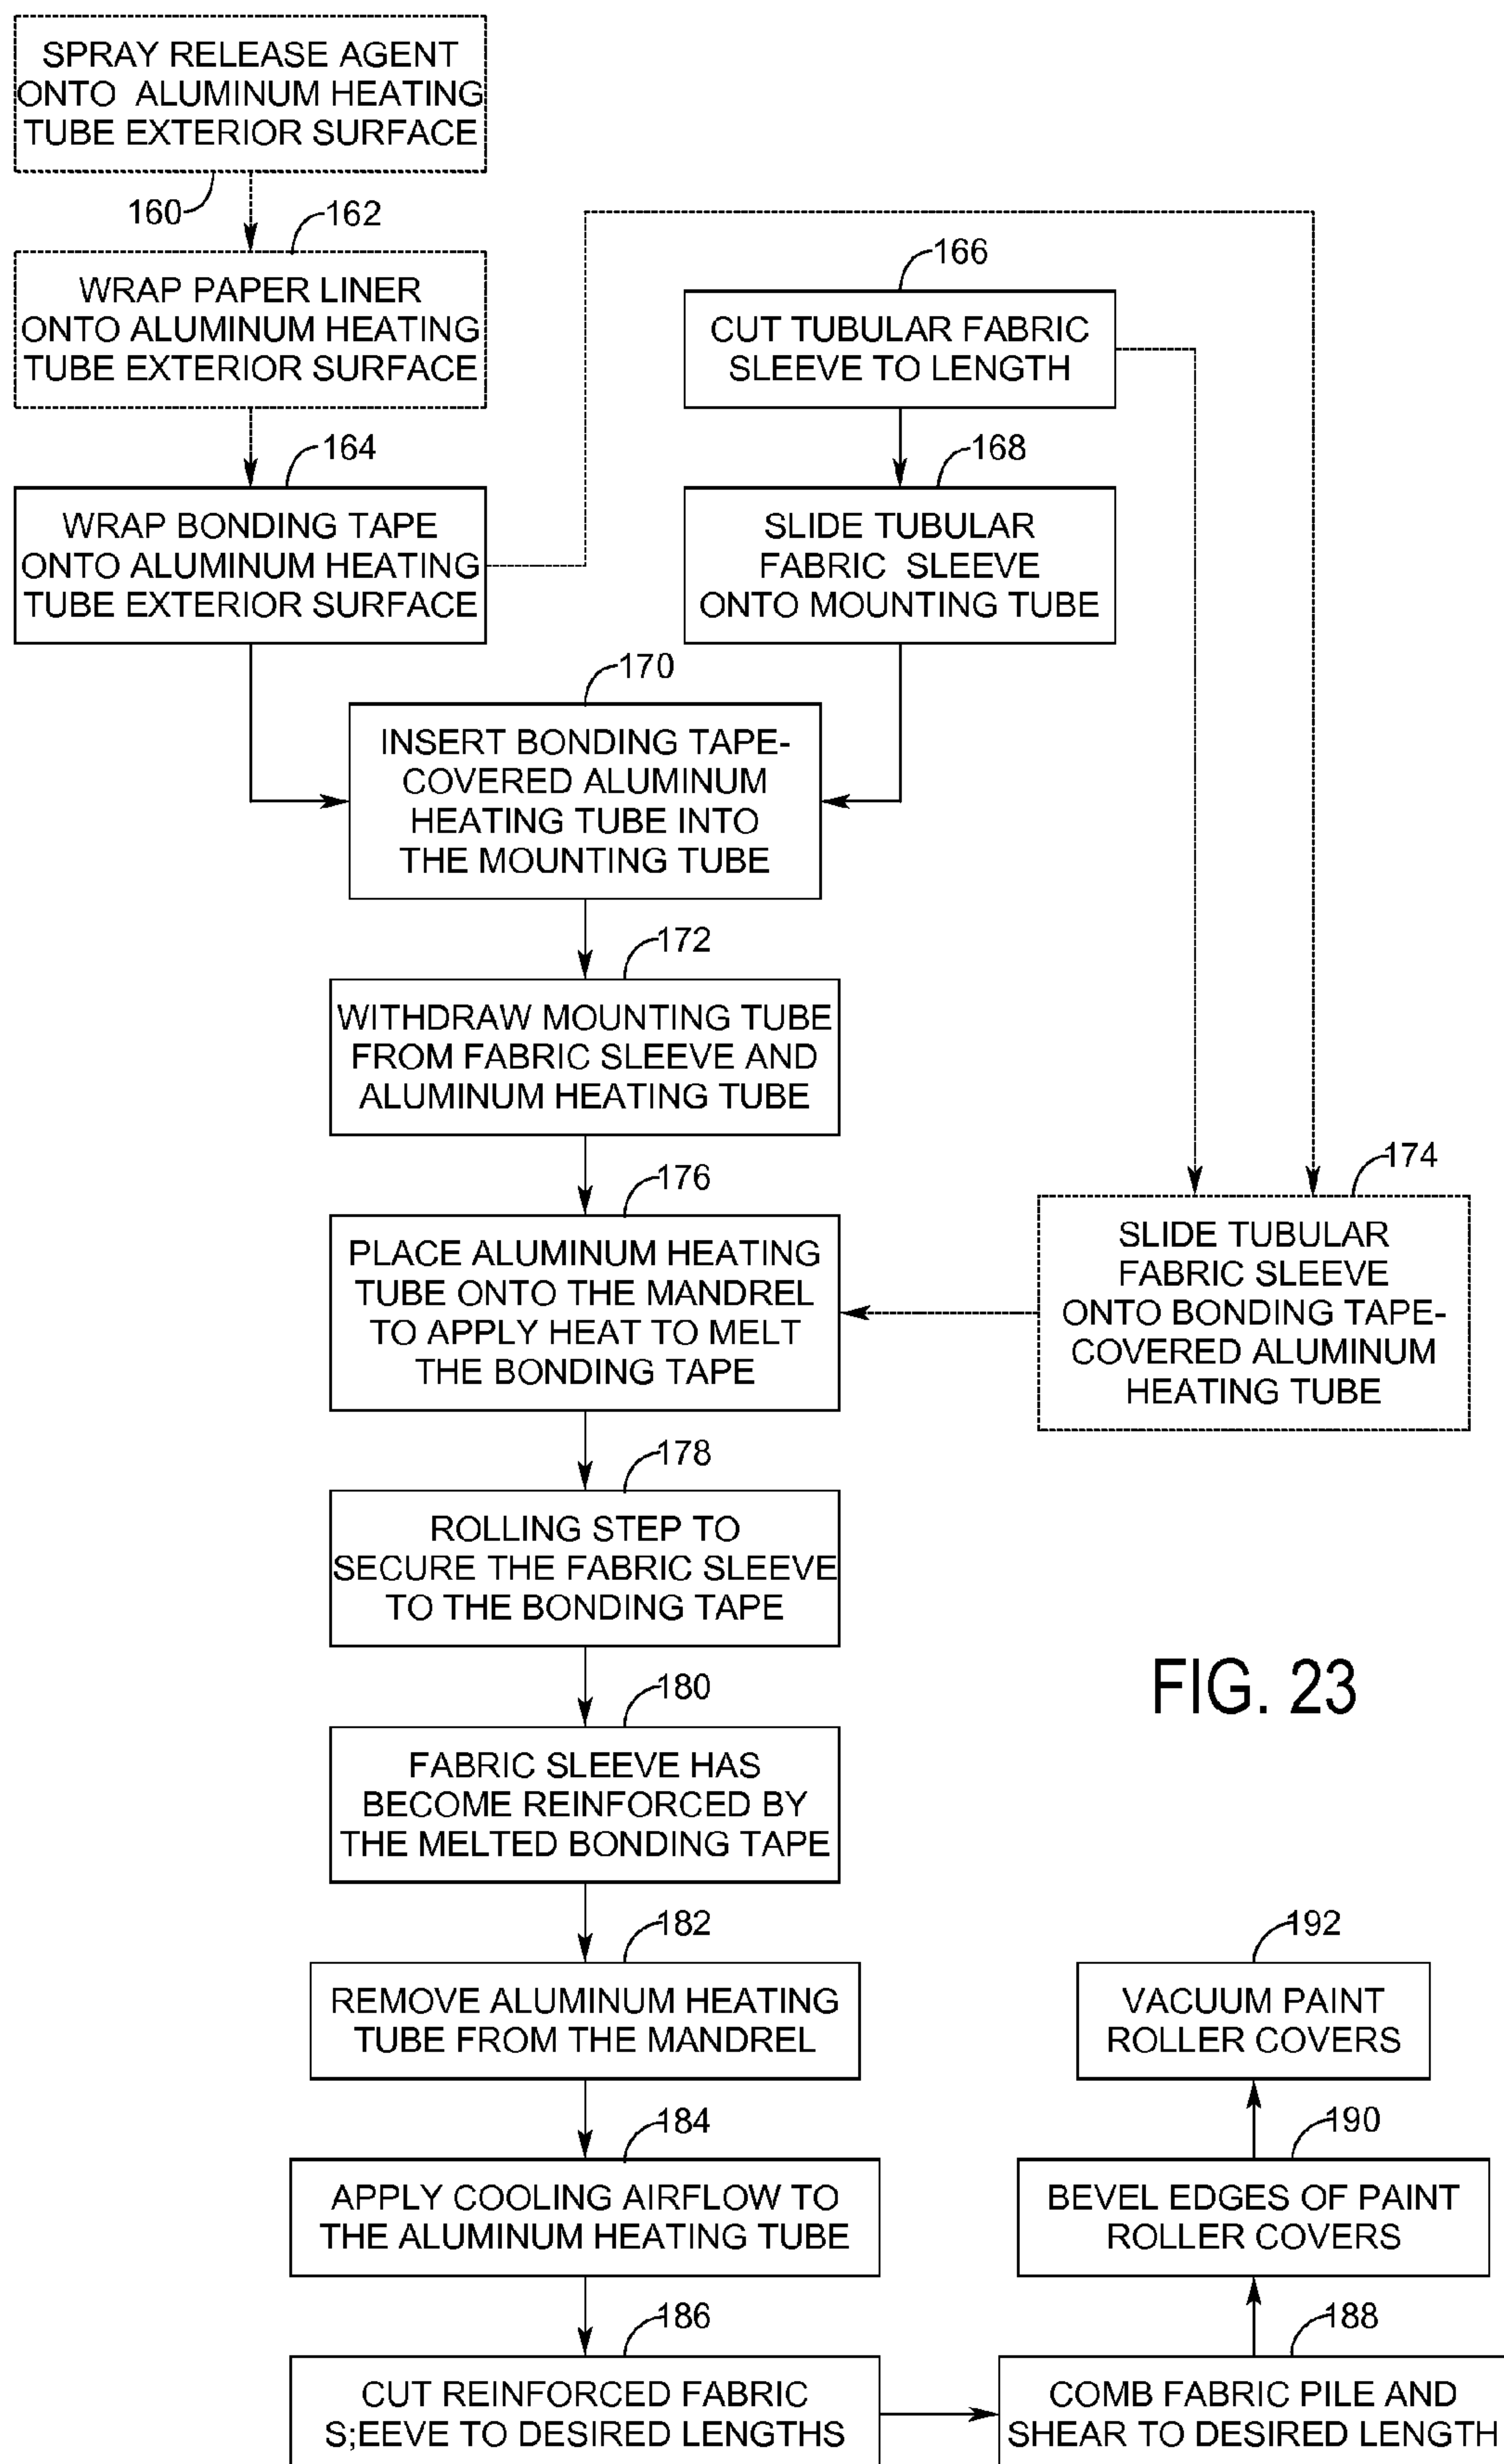 SPRAY RELEASE AGENT
ONTO ALUMINUM HEATING
TUBE EXTERIOR SURFACE
160
162
WRAP PAPER LINER
ONTO ALUMINUM HEATING
TUBE EXTERIOR SURFACE
164
WRAP BONDING TAPE
ONTO ALUMINUM HEATING
TUBE EXTERIOR SURFACE
166
CUT TUBULAR FABRIC
SLEEVE TO LENGTH
168
SLIDE TUBULAR
FABRIC SLEEVE
ONTO MOUNTING TUBE
170
INSERT BONDING TAPE-
COVERED ALUMINUM
HEATING TUBE INTO
THE MOUNTING TUBE
172
WITHDRAW MOUNTING TUBE
FROM FABRIC SLEEVE AND
ALUMINUM HEATING TUBE
174
SLIDE TUBULAR
FABRIC SLEEVE
ONTO BONDING TAPE-
COVERED ALUMINUM
HEATING TUBE
176
PLACE ALUMINUM HEATING
TUBE ONTO THE MANDREL
TO APPLY HEAT TO MELT
THE BONDING TAPE
178
ROLLING STEP TO
SECURE THE FABRIC SLEEVE
TO THE BONDING TAPE
FIG. 23
180
FABRIC SLEEVE HAS
BECOME REINFORCED BY
THE MELTED BONDING TAPE
182
REMOVE ALUMINUM HEATING
TUBE FROM THE MANDREL
184
APPLY COOLING AIRFLOW TO
THE ALUMINUM HEATING TUBE
186
CUT REINFORCED FABRIC
S;EEVE TO DESIRED LENGTHS
188
COMB FABRIC PILE AND
SHEAR TO DESIRED LENGTH
190
BEVEL EDGES OF PAINT
ROLLER COVERS
192
VACUUM PAINT
ROLLER COVERS